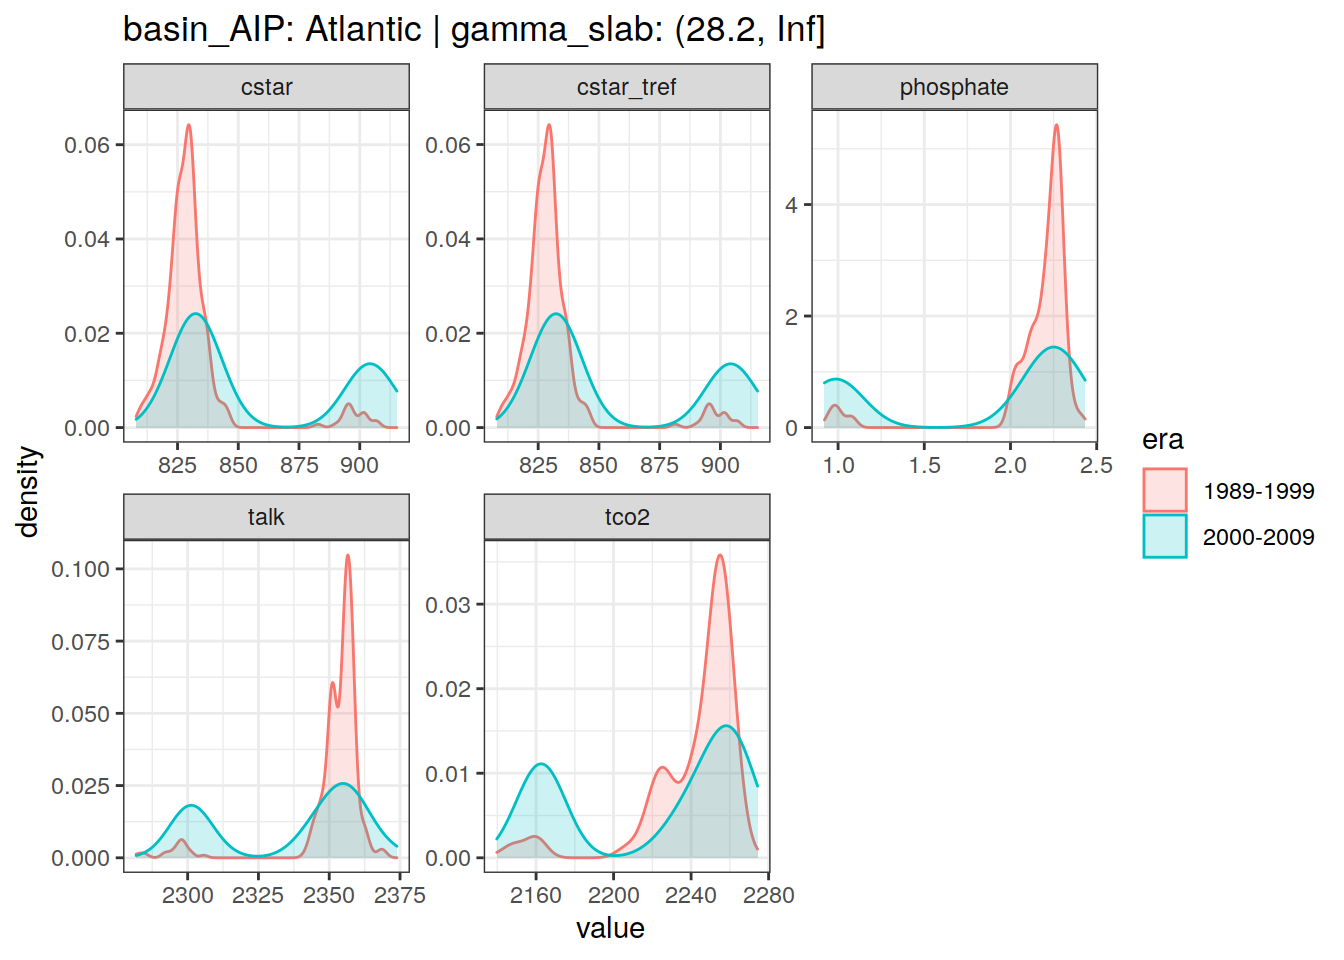 basin_AIP: Atlantic | gamma_slab: (28.2, Inf]
cstar
cstar_tref
phosphate
0.06
0.04
0.02
0.00
825 850 875 900
0.06
0.04
0.02
0.00
825 850 875 900
4
2
0
1.0 1.5 2.0 2.5
density
talk
tco2
0.100
0.075
0.050
0.025
0.000
2300 2325 2350 2375
0.03
0.02
0.01
0.00
2160 2200 2240 2280
value
era
1989-1999
2000-2009